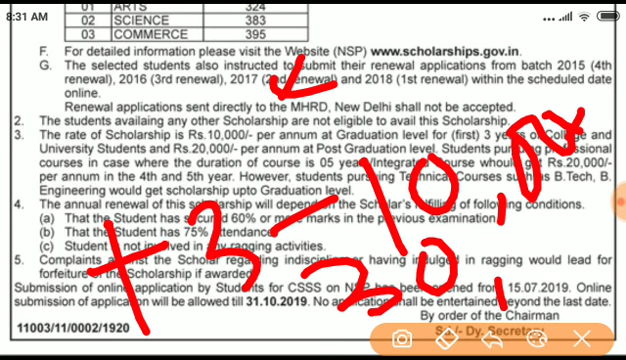 8:31 AM
01 ARTS 324
02 SCIENCE 383
03 COMMERCE 395
F. For detailed information please visit the Website (NSP) www.scholarships.gov.in.
G. The selected students also instructed to submit their renewal applications from batch 2015 (4th
renewal), 2016 (3rd renewal), 2017 (2nd renewal) and 2018 (1st renewal) within the scheduled date
online.
Renewal applications sent directly to the MHRD, New Delhi shall not be accepted.
2. The students availaing any other Scholarship are not eligible to avail this Scholarship.
3. The rate of Scholarship is Rs.10,000/- per annum at Graduation level for (first) 3 years of College and
University Students and Rs.20,000/- per annum at Post Graduation level. Students pursuing professional
courses in case where the duration of course is 05 year/Integrated course whould get Rs.20,000/-
per annum in the 4th and 5th year. However, students pursuing Technical Courses such as B.Tech, B.
Engineering would get scholarship upto Graduation level.
4. The annual renewal of this scholarship will depend on the Scholar's fulfilling of following conditions.
(a) That the Student has secured 60% or more marks in the previous examination
(b) That the Student has 75% attendance
(c) Student is not involved in any ragging activities.
5. Complaints against the Scholar regarding indiscipline or having indulged in ragging would lead for
forfeiture of the Scholarship if awarded
Submission of online application by Students for CSSS on NSP has been opened from 15.07.2019. Online
submission of application will be allowed till 31.10.2019. No application shall be entertained beyond the last date.
By order of the Chairman
Sd/- Dy. Secretary
11003/11/0002/1920
+3 - 10,
20,